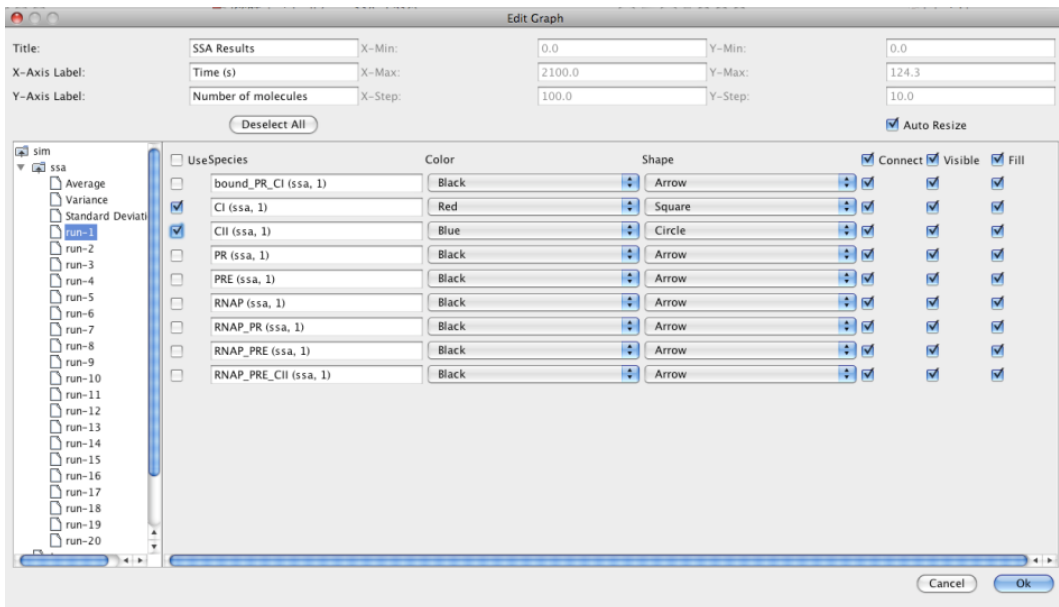 Edit Graph
Title: SSA Results X-Min: 0.0 Y-Min: 0.0
X-Axis Label: Time (s) X-Max: 2100.0 Y-Max: 124.3
Y-Axis Label: Number of molecules X-Step: 100.0 Y-Step: 10.0
Deselect All Auto Resize
sim
ssa
Average
Variance
Standard Deviati
run-1
run-2
run-3
run-4
run-5
run-6
run-7
run-8
run-9
run-10
run-11
run-12
run-13
run-14
run-15
run-16
run-17
run-18
run-19
run-20
Use Species Color Shape Connect Visible Fill
bound_PR_CI (ssa, 1) Black Arrow
CI (ssa, 1) Red Square
CII (ssa, 1) Blue Circle
PR (ssa, 1) Black Arrow
PRE (ssa, 1) Black Arrow
RNAP (ssa, 1) Black Arrow
RNAP_PR (ssa, 1) Black Arrow
RNAP_PRE (ssa, 1) Black Arrow
RNAP_PRE_CII (ssa, 1) Black Arrow
Cancel Ok